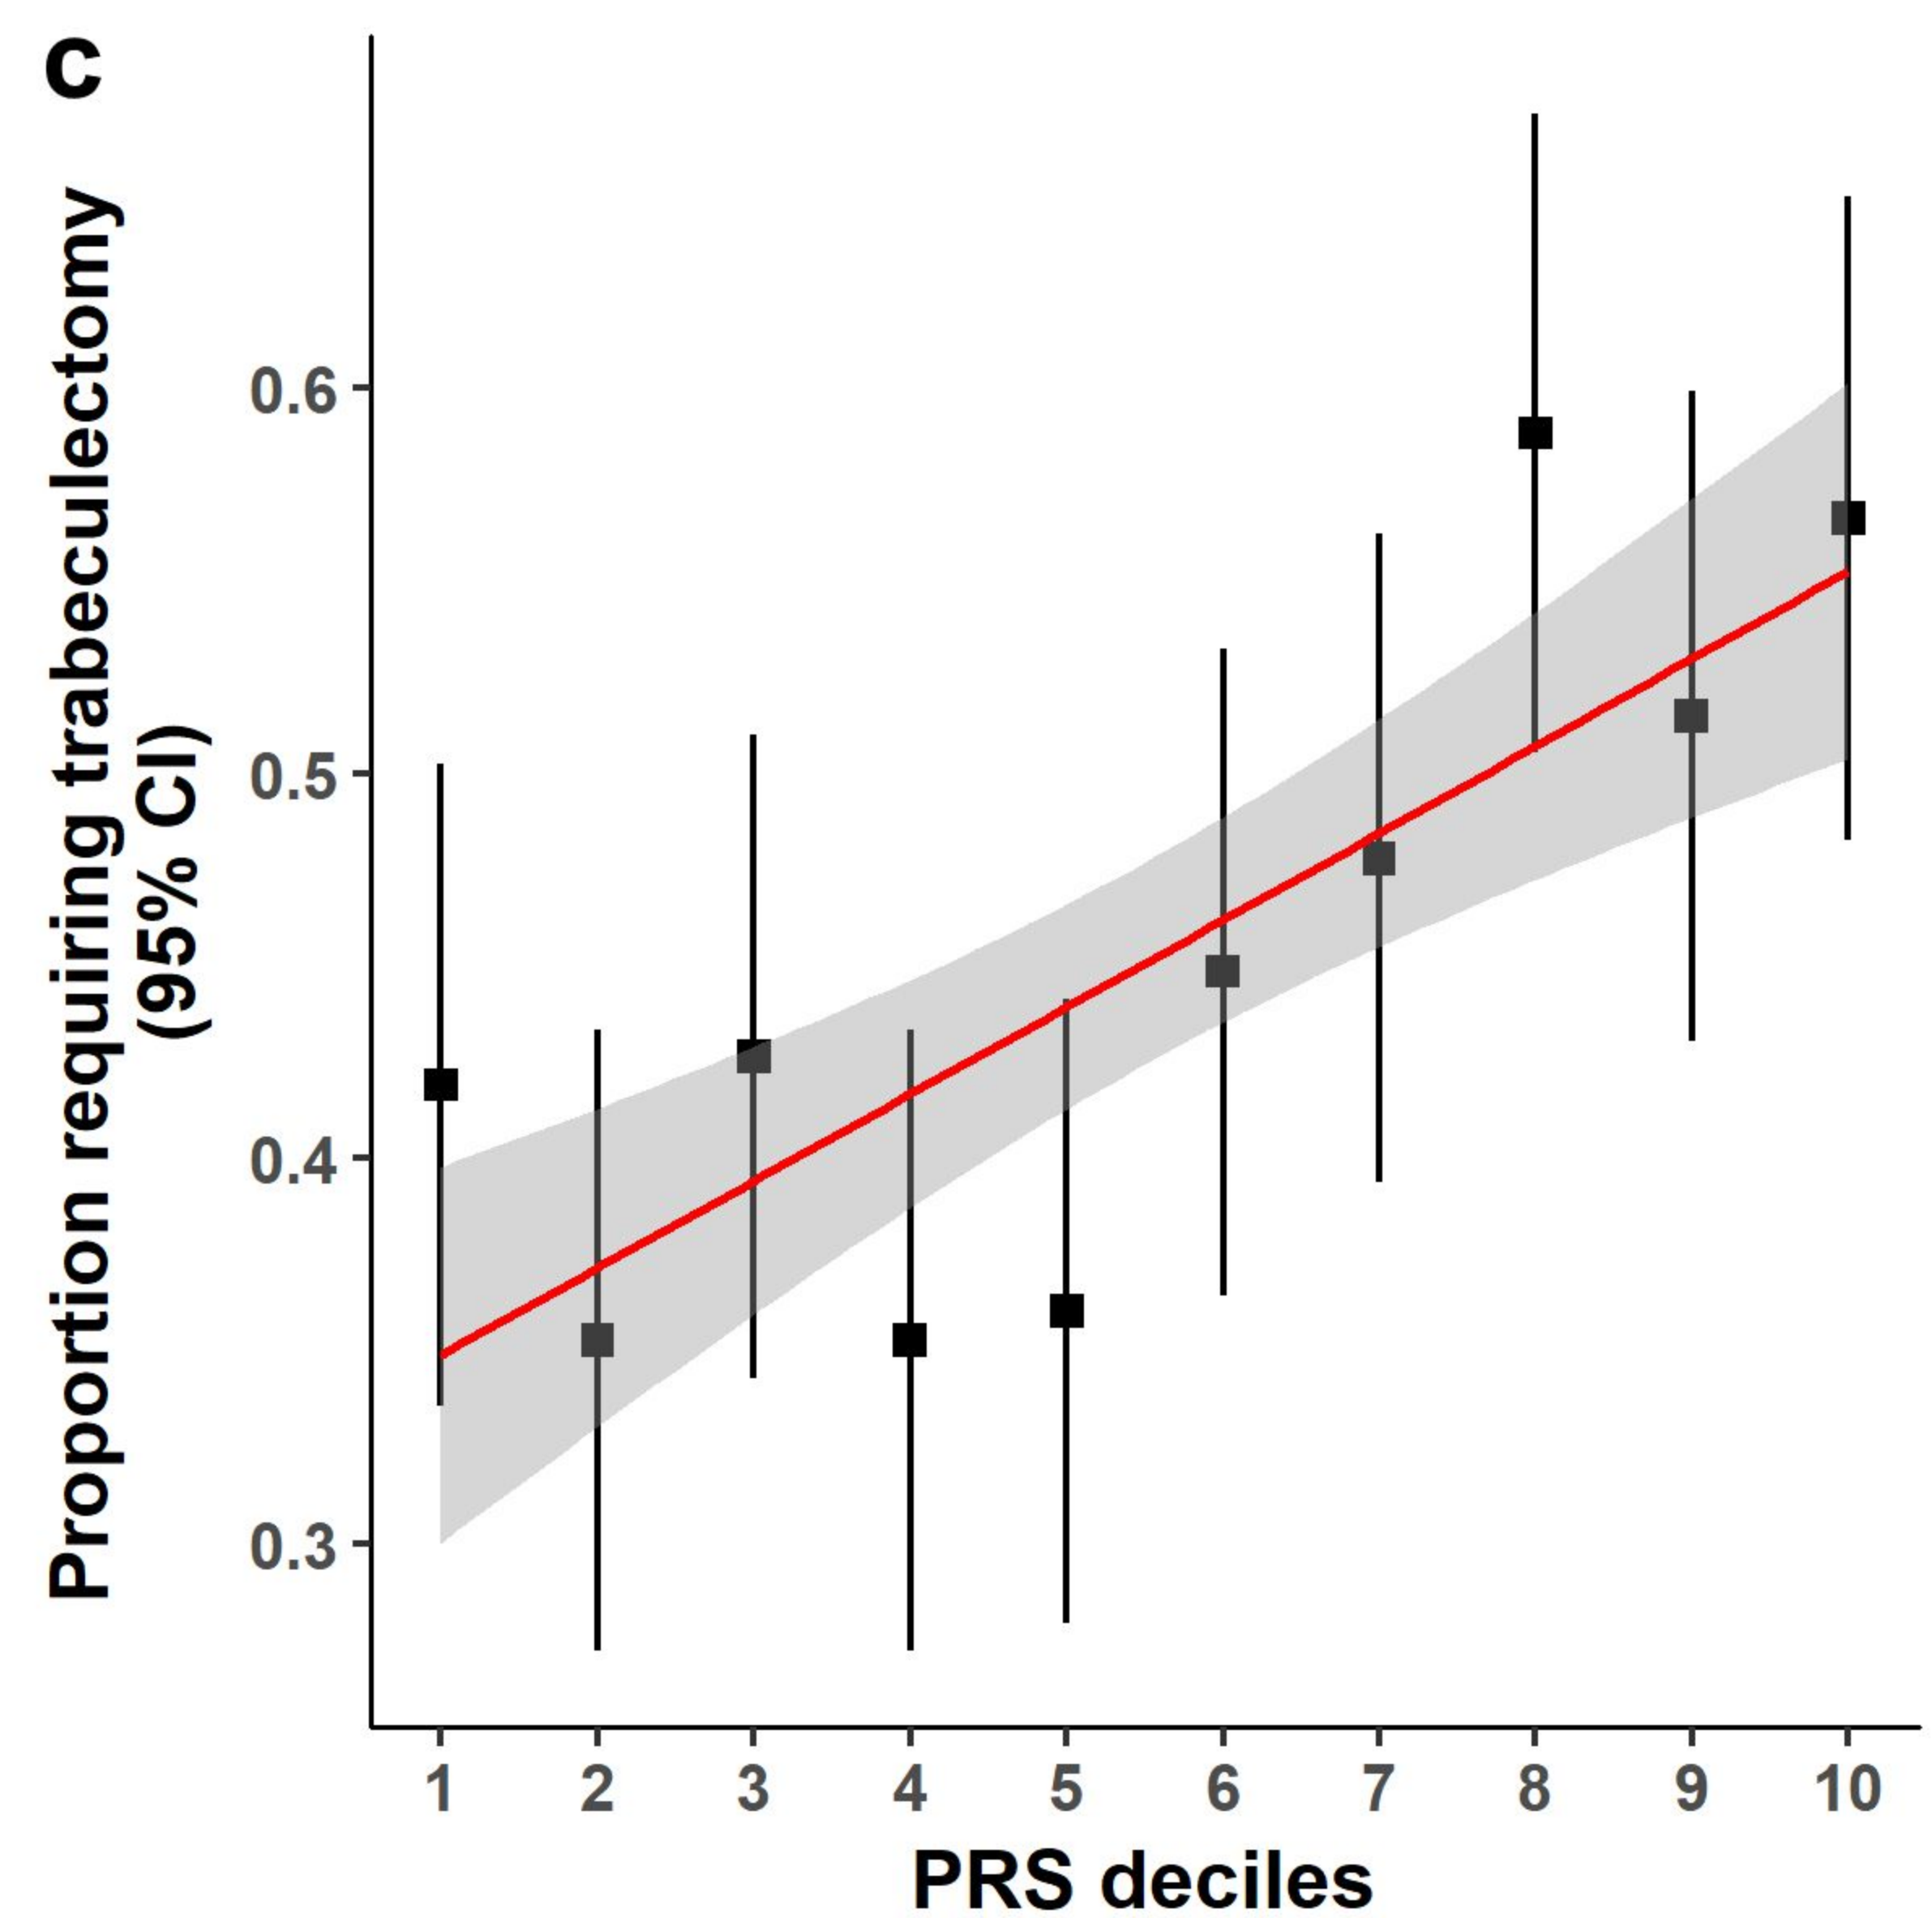 C
Proportion requiring trabeculectomy
(95% CI)
0.6
0.5
0.4
0.3
1 2 3 4 5 6 7 8 9 10
PRS deciles